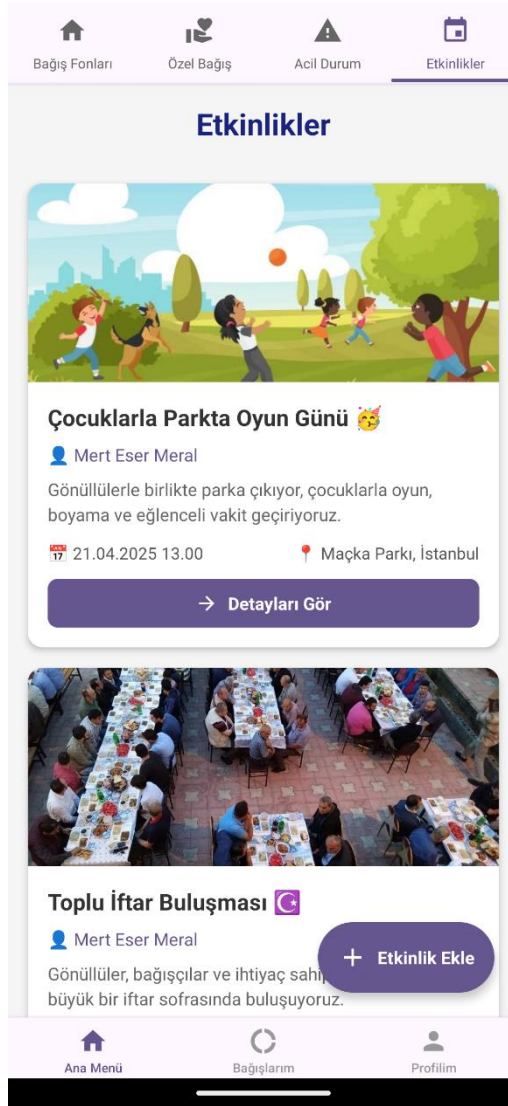 Bağış Fonları
Özel Bağış
Acil Durum
Etkinlikler
Etkinlikler
Çocuklarla Parkta Oyun Günü 🥳
👤 Mert Eser Meral
Gönüllülerle birlikte parka çıkıyor, çocuklarla oyun,
boyama ve eğlenceli vakit geçiriyoruz.
📅 21.04.2025 13.00
📍 Maçka Parkı, İstanbul
→ Detayları Gör
Toplu İftar Buluşması ☪️
👤 Mert Eser Meral
Gönüllüler, bağışçılar ve ihtiyaç
büyük bir iftar sofrasında buluşuyoruz.
+ Etkinlik Ekle
Ana Menü
Bağışlarım
Profilim